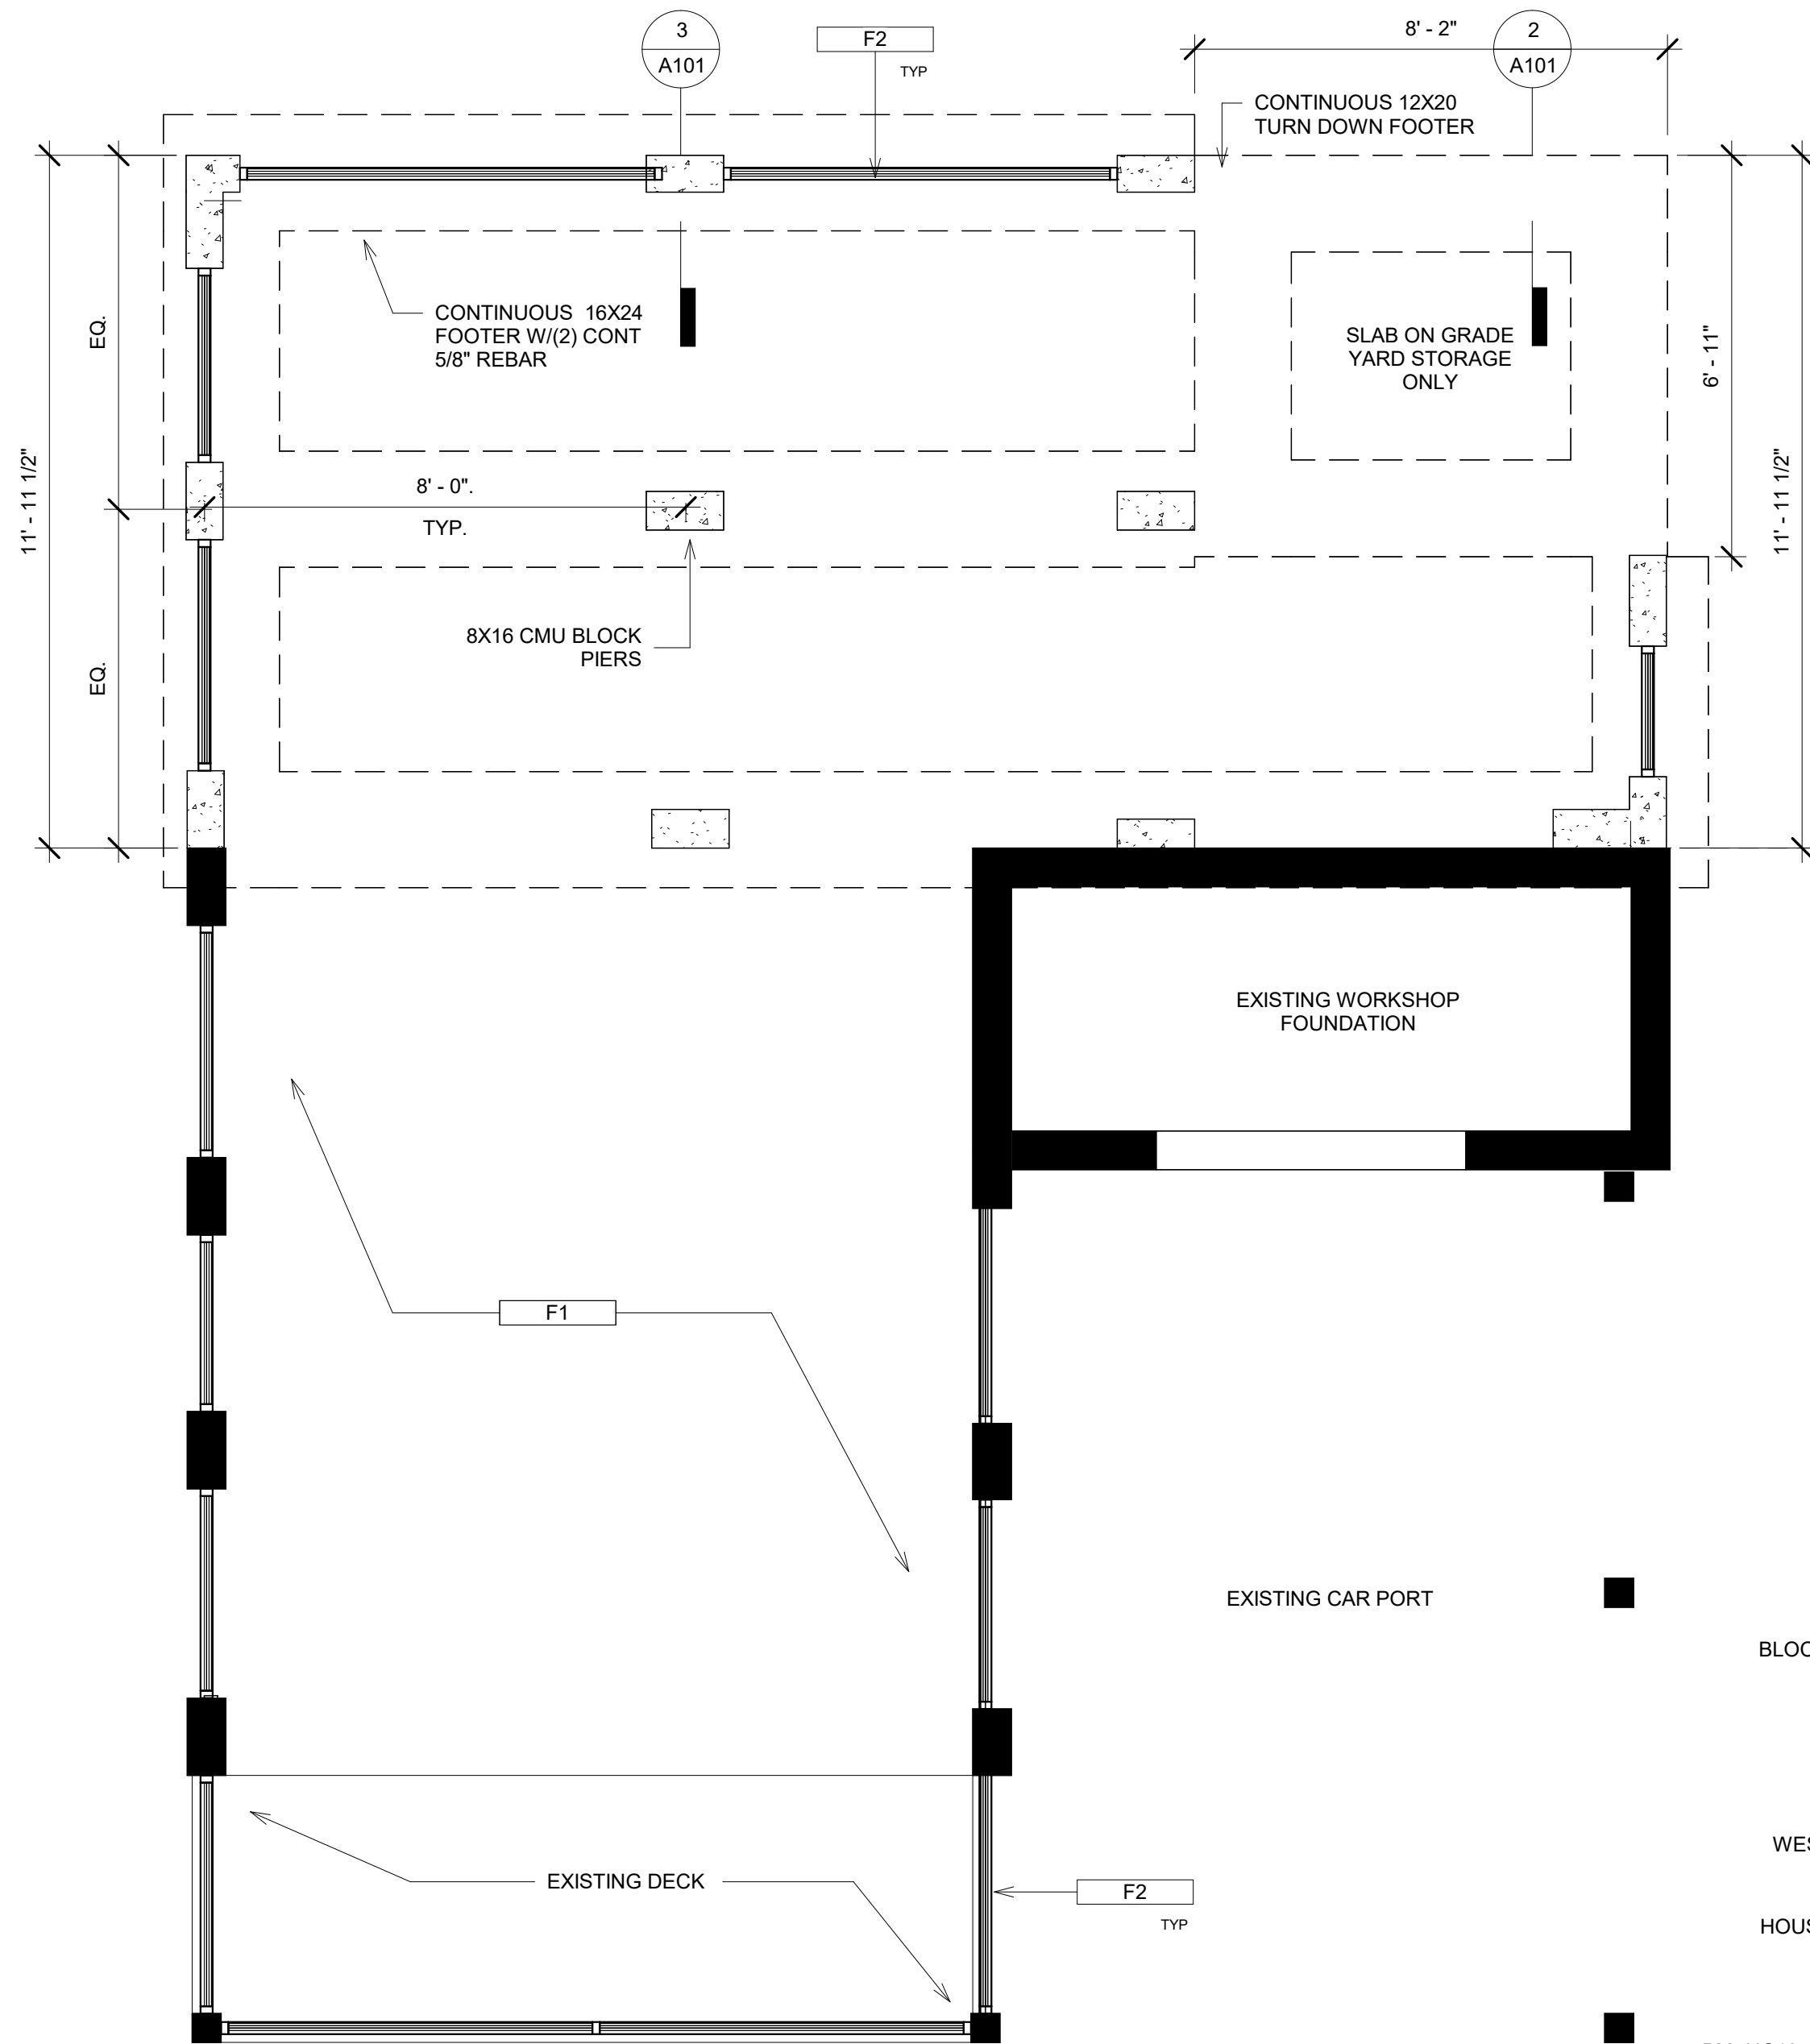 3
A101
F2
TYP
8' - 2"
2
A101
CONTINUOUS 12X20
TURN DOWN FOOTER
EQ.
CONTINUOUS 16X24
FOOTER W/(2) CONT
5/8" REBAR
SLAB ON GRADE
YARD STORAGE
ONLY
6' - 11"
11' - 11 1/2"
8' - 0".
TYP.
11' - 11 1/2"
8X16 CMU BLOCK
PIERS
EQ.
EXISTING WORKSHOP
FOUNDATION
F1
EXISTING CAR PORT
BLOC
WES
EXISTING DECK
F2
TYP
HOUS